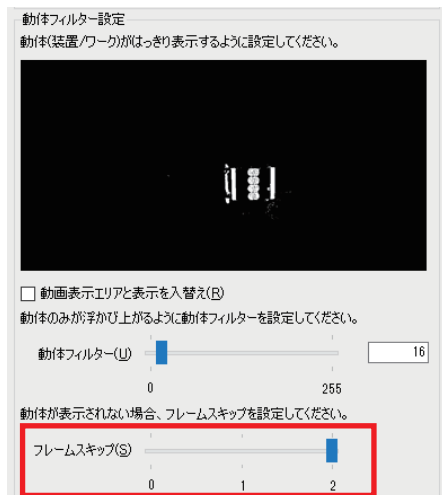 動体フィルター設定
動体(装置/ワーク)がはっきり表示するように設定してください。
動画表示エリアと表示を入替え(R)
動体のみが浮かび上がるように動体フィルターを設定してください。
動体フィルター(U)
16
0 255
動体が表示されない場合、フレームスキップを設定してください。
フレームスキップ(S)
0 1 2